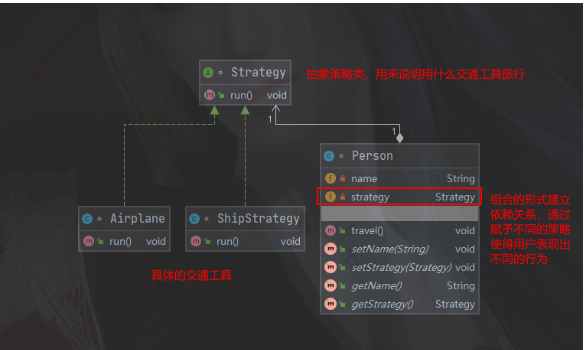 Strategy
run() void
抽象策略类，用来说明用什么交通工具旅行
1
1
Person
name String
strategy Strategy
组合的形式建立
依赖关系，通过
赋予不同的策略
使得用户表现出
不同的行为
Airplane
run() void
ShipStrategy
run() void
travel() void
setName(String) void
setStrategy(Strategy) void
getName() String
getStrategy() Strategy
具体的交通工具